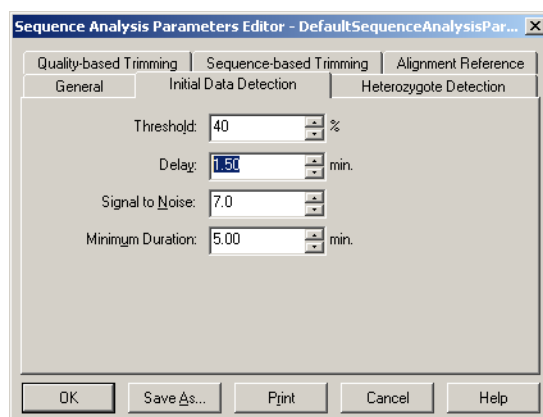 Sequence Analysis Parameters Editor - DefaultSequenceAnalysisPar...
Quality-based Trimming Sequence-based Trimming Alignment Reference
General Initial Data Detection Heterozygote Detection
Threshold: 40 %
Delay: 1.50 min.
Signal to Noise: 7.0
Minimum Duration: 5.00 min.
OK Save As... Print Cancel Help